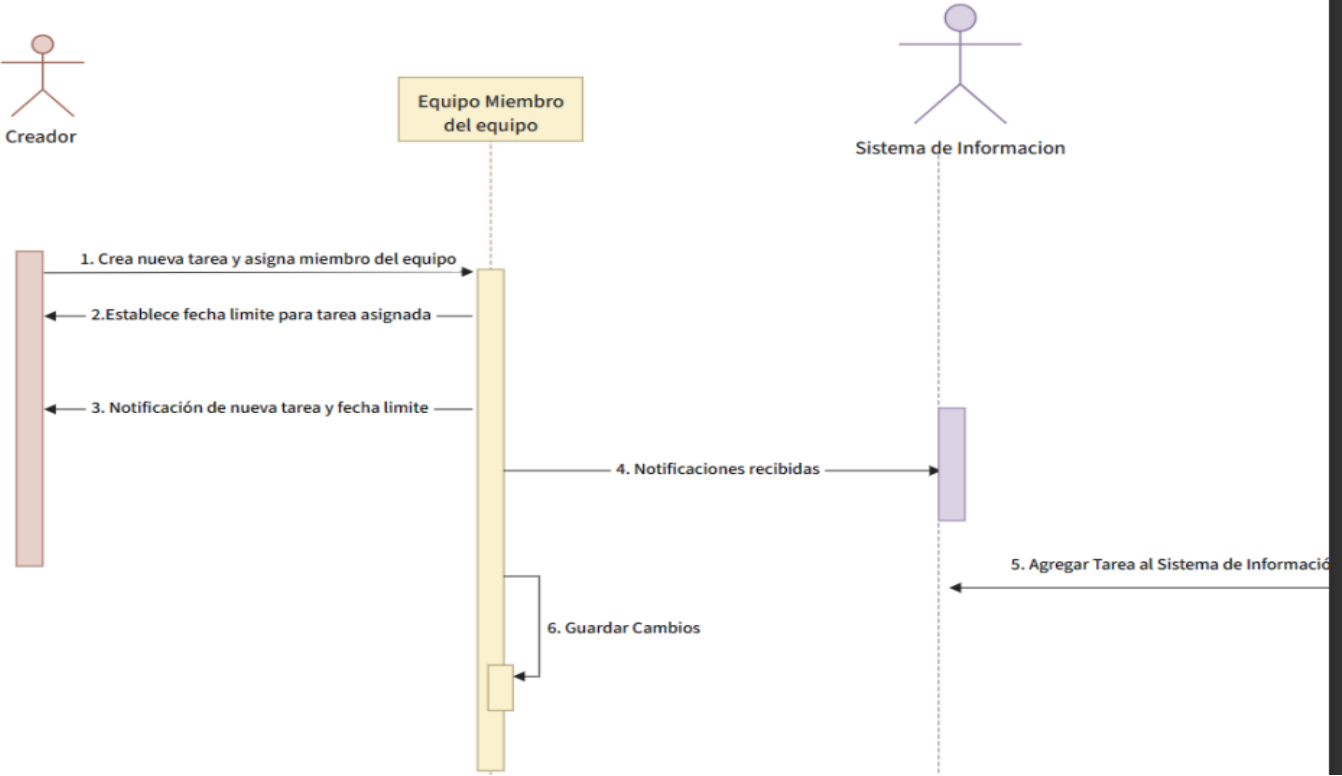 Creador
Equipo Miembro
del equipo
Sistema de Informacion
1. Crea nueva tarea y asigna miembro del equipo
2.Establece fecha limite para tarea asignada
3. Notificación de nueva tarea y fecha limite
4. Notificaciones recibidas
5. Agregar Tarea al Sistema de Informació
6. Guardar Cambios